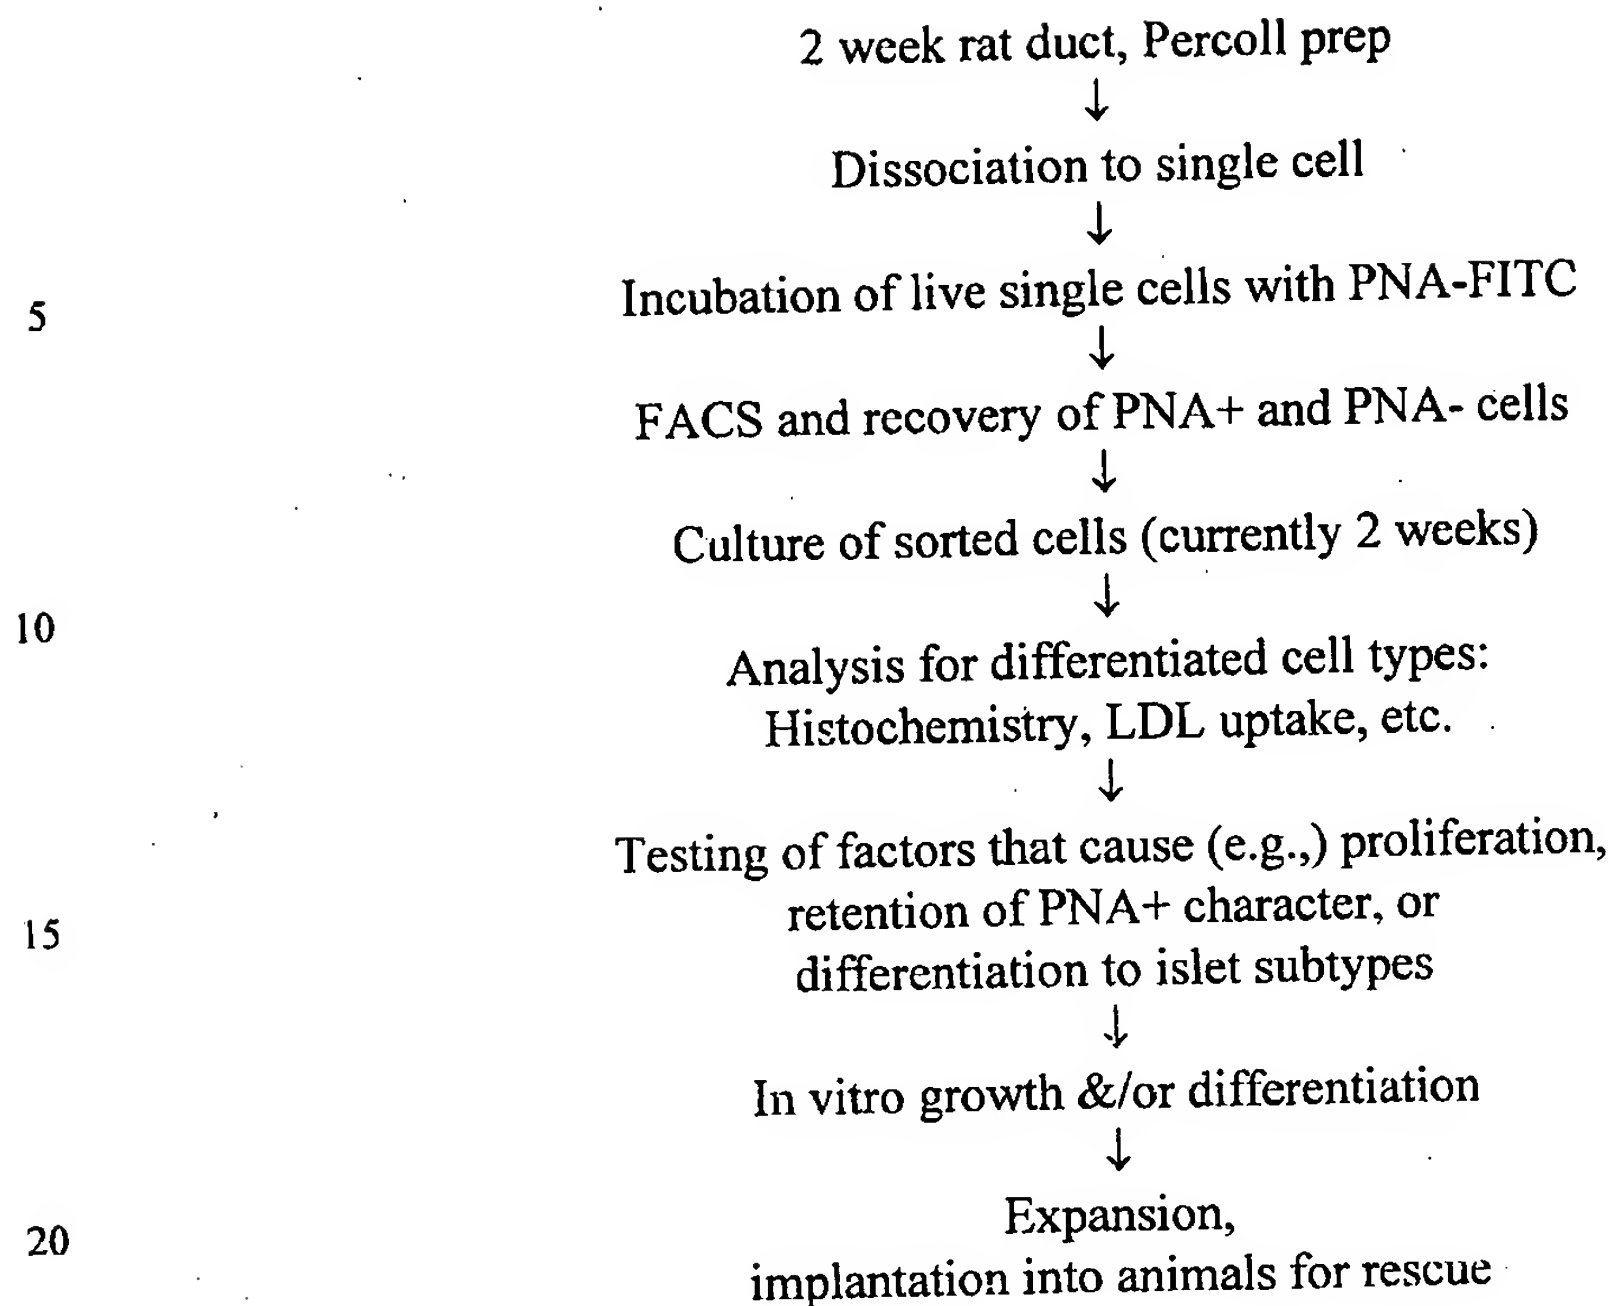 2 week rat duct, Percoll prep
↓
Dissociation to single cell
↓
5 Incubation of live single cells with PNA-FITC
↓
FACS and recovery of PNA+ and PNA- cells
↓
Culture of sorted cells (currently 2 weeks)
↓
10 Analysis for differentiated cell types:
Histochemistry, LDL uptake, etc.
↓
Testing of factors that cause (e.g.,) proliferation,
15 retention of PNA+ character, or
differentiation to islet subtypes
↓
In vitro growth &/or differentiation
↓
20 Expansion,
implantation into animals for rescue